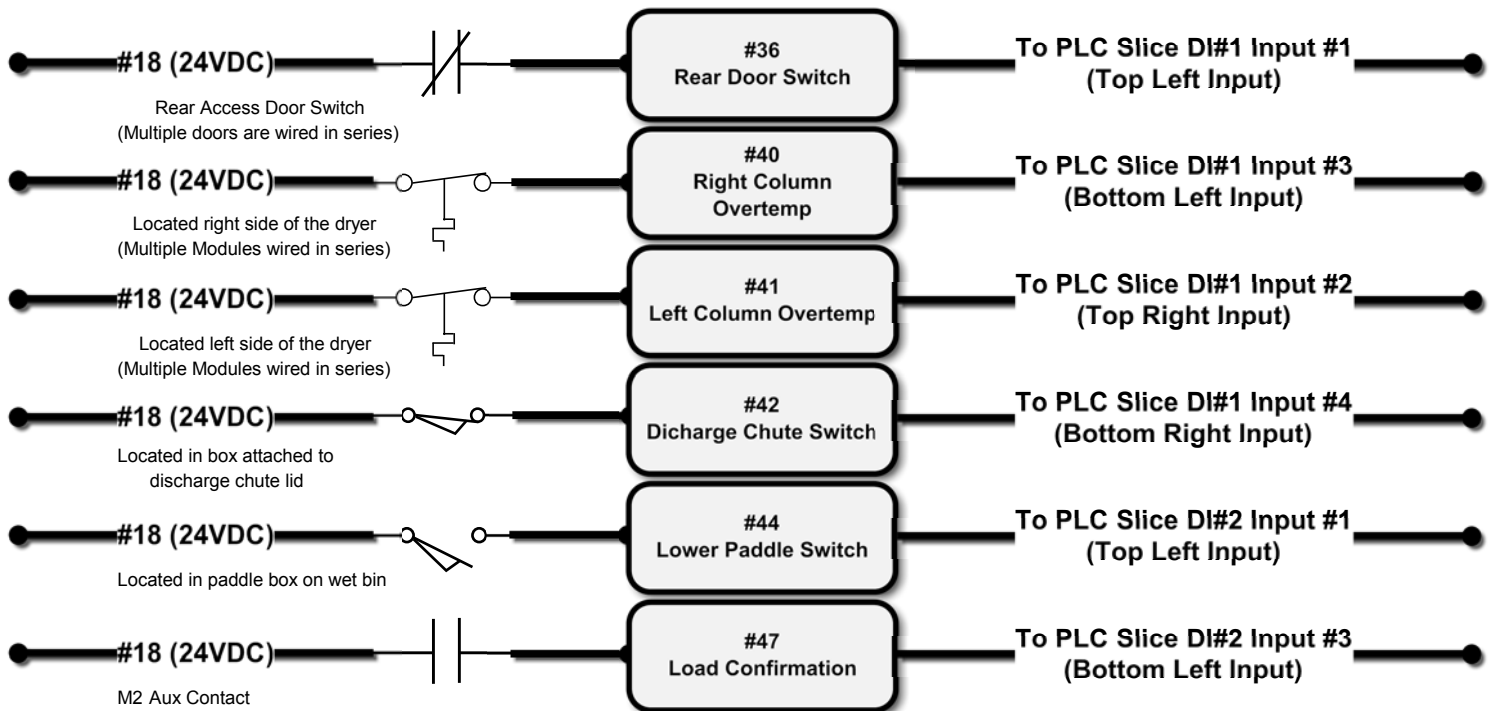 #18 (24VDC)
#36
Rear Door Switch
To PLC Slice DI#1 Input #1
(Top Left Input)
Rear Access Door Switch
(Multiple doors are wired in series)
#18 (24VDC)
#40
Right Column
Overtemp
To PLC Slice DI#1 Input #3
(Bottom Left Input)
Located right side of the dryer
(Multiple Modules wired in series)
#18 (24VDC)
#41
Left Column Overtemp
To PLC Slice DI#1 Input #2
(Top Right Input)
Located left side of the dryer
(Multiple Modules wired in series)
#18 (24VDC)
#42
Dicharge Chute Switch
To PLC Slice DI#1 Input #4
(Bottom Right Input)
Located in box attached to
discharge chute lid
#18 (24VDC)
#44
Lower Paddle Switch
To PLC Slice DI#2 Input #1
(Top Left Input)
Located in paddle box on wet bin
#18 (24VDC)
#47
Load Confirmation
To PLC Slice DI#2 Input #3
(Bottom Left Input)
M2 Aux Contact